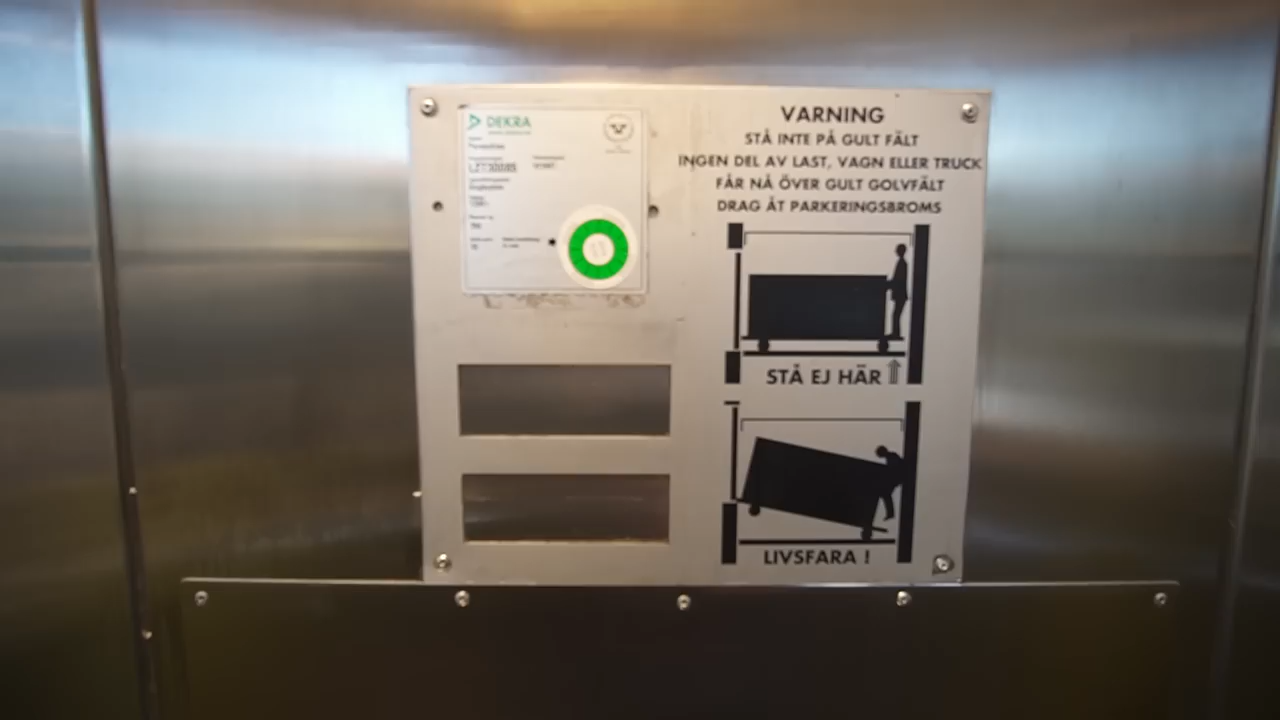 DEKRA
VARNING
STÅ INTE PÅ GULT FÄLT
INGEN DEL AV LAST, VAGN ELLER TRUCK
FÅR NÅ ÖVER GULT GOLVFÄLT
DRAG ÅT PARKERINGSBROMS
STÅ EJ HÄR
LIVSFARA !